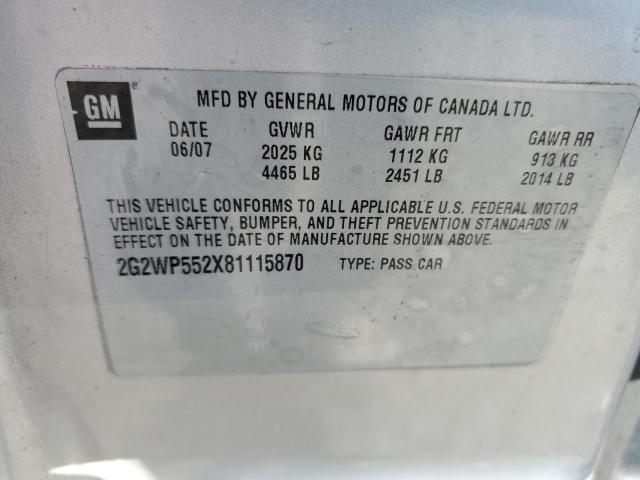 GM
MFD BY GENERAL MOTORS OF CANADA LTD.
DATE GVWR GAWR FRT GAWR RR
06/07 2025 KG 1112 KG 913 KG
4465 LB 2451 LB 2014 LB
THIS VEHICLE CONFORMS TO ALL APPLICABLE U.S. FEDERAL MOTOR
VEHICLE SAFETY, BUMPER, AND THEFT PREVENTION STANDARDS IN
EFFECT ON THE DATE OF MANUFACTURE SHOWN ABOVE.
2G2WP552X81115870 TYPE: PASS CAR